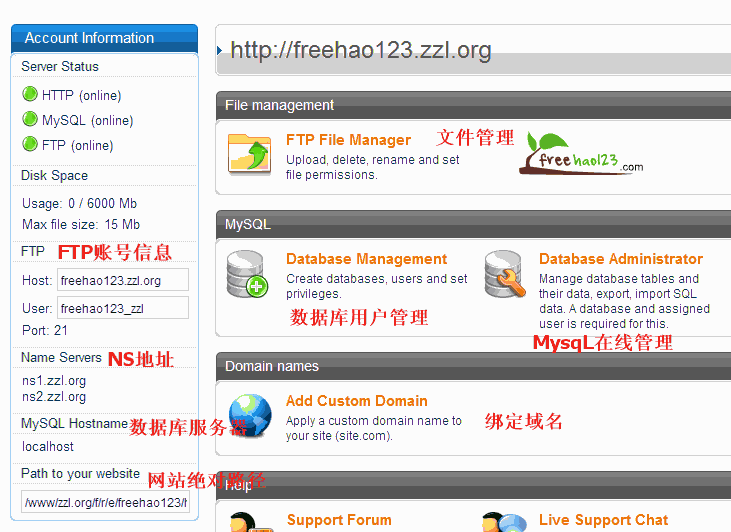 Account Information
Server Status
HTTP (online)
MySQL (online)
FTP (online)
Disk Space
Usage: 0 / 6000 Mb
Max file size: 15 Mb
FTP FTP账号信息
Host: freehao123.zzl.org
User: freehao123_zzl
Port: 21
Name Servers NS地址
ns1.zzl.org
ns2.zzl.org
MySQL Hostname 数据库服务器
localhost
Path to your website 网站绝对路径
/www/zzl.org/f/r/e/freehao123/h
http://freehao123.zzl.org
File management
FTP File Manager 文件管理
Upload, delete, rename and set
file permissions.
freehao123.com
MySQL
Database Management
Create databases, users and set
privileges.
数据库用户管理
Database Administrator
Manage database tables and
their data, export, import SQL
data. A database and assigned
user is required for this.
MysqL在线管理
Domain names
Add Custom Domain
Apply a custom domain name to
your site (site.com).
绑定域名
Help
Support Forum
Live Support Chat